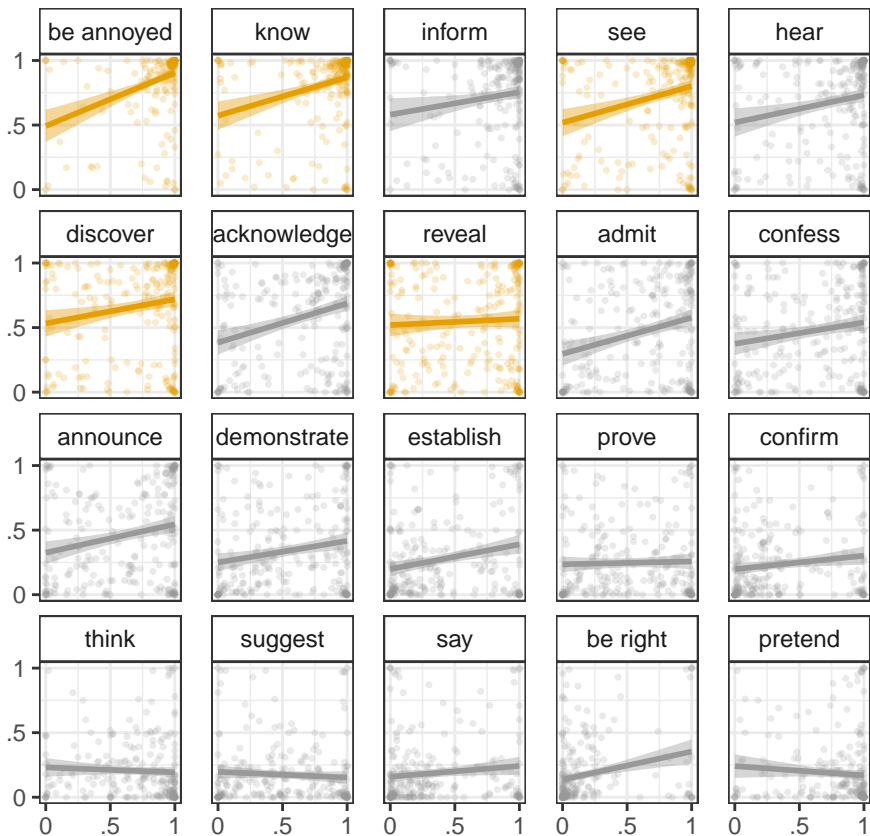 be annoyed know inform see hear
1
.5
0
discover acknowledge reveal admit confess
1
.5
0
announce demonstrate establish prove confirm
1
.5
0
think suggest say be right pretend
1
.5
0
0 .5 1 0 .5 1 0 .5 1 0 .5 1 0 .5 1